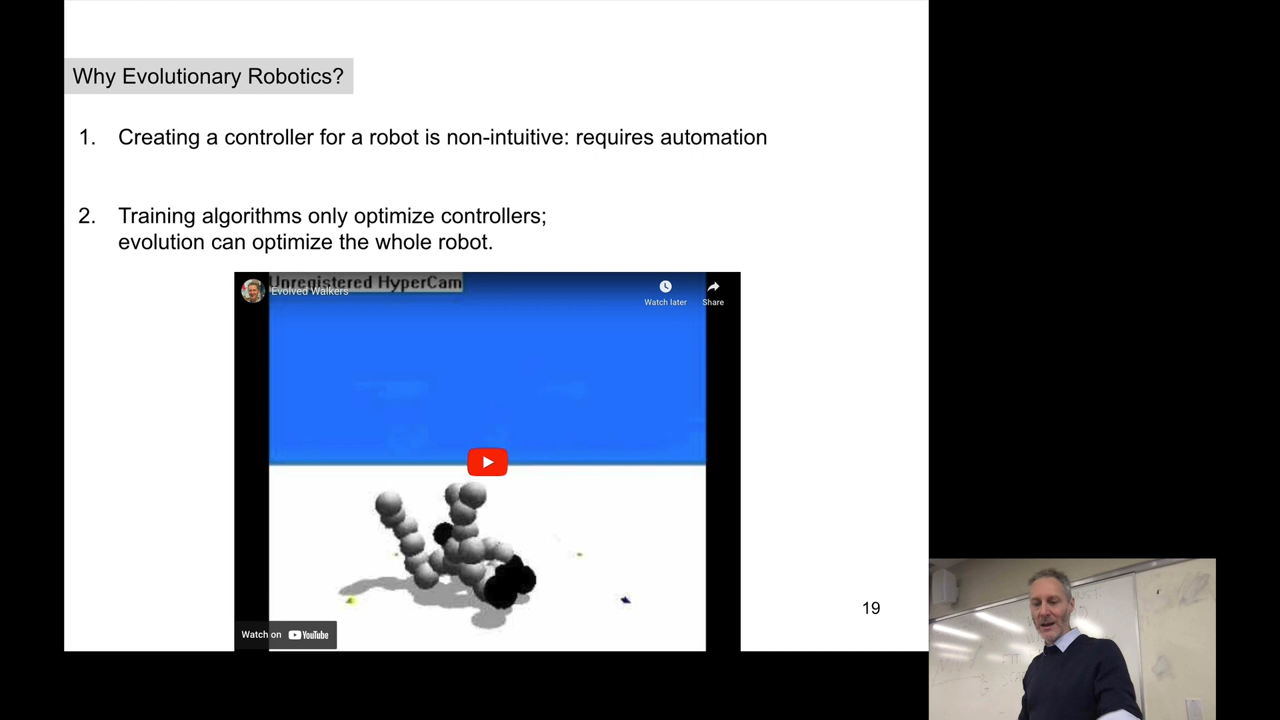 Why Evolutionary Robotics?
1. Creating a controller for a robot is non-intuitive: requires automation
2. Training algorithms only optimize controllers;
evolution can optimize the whole robot.
Unregistered HyperCam
Evolved Walkers
Watch later
Share
19
Watch on YouTube